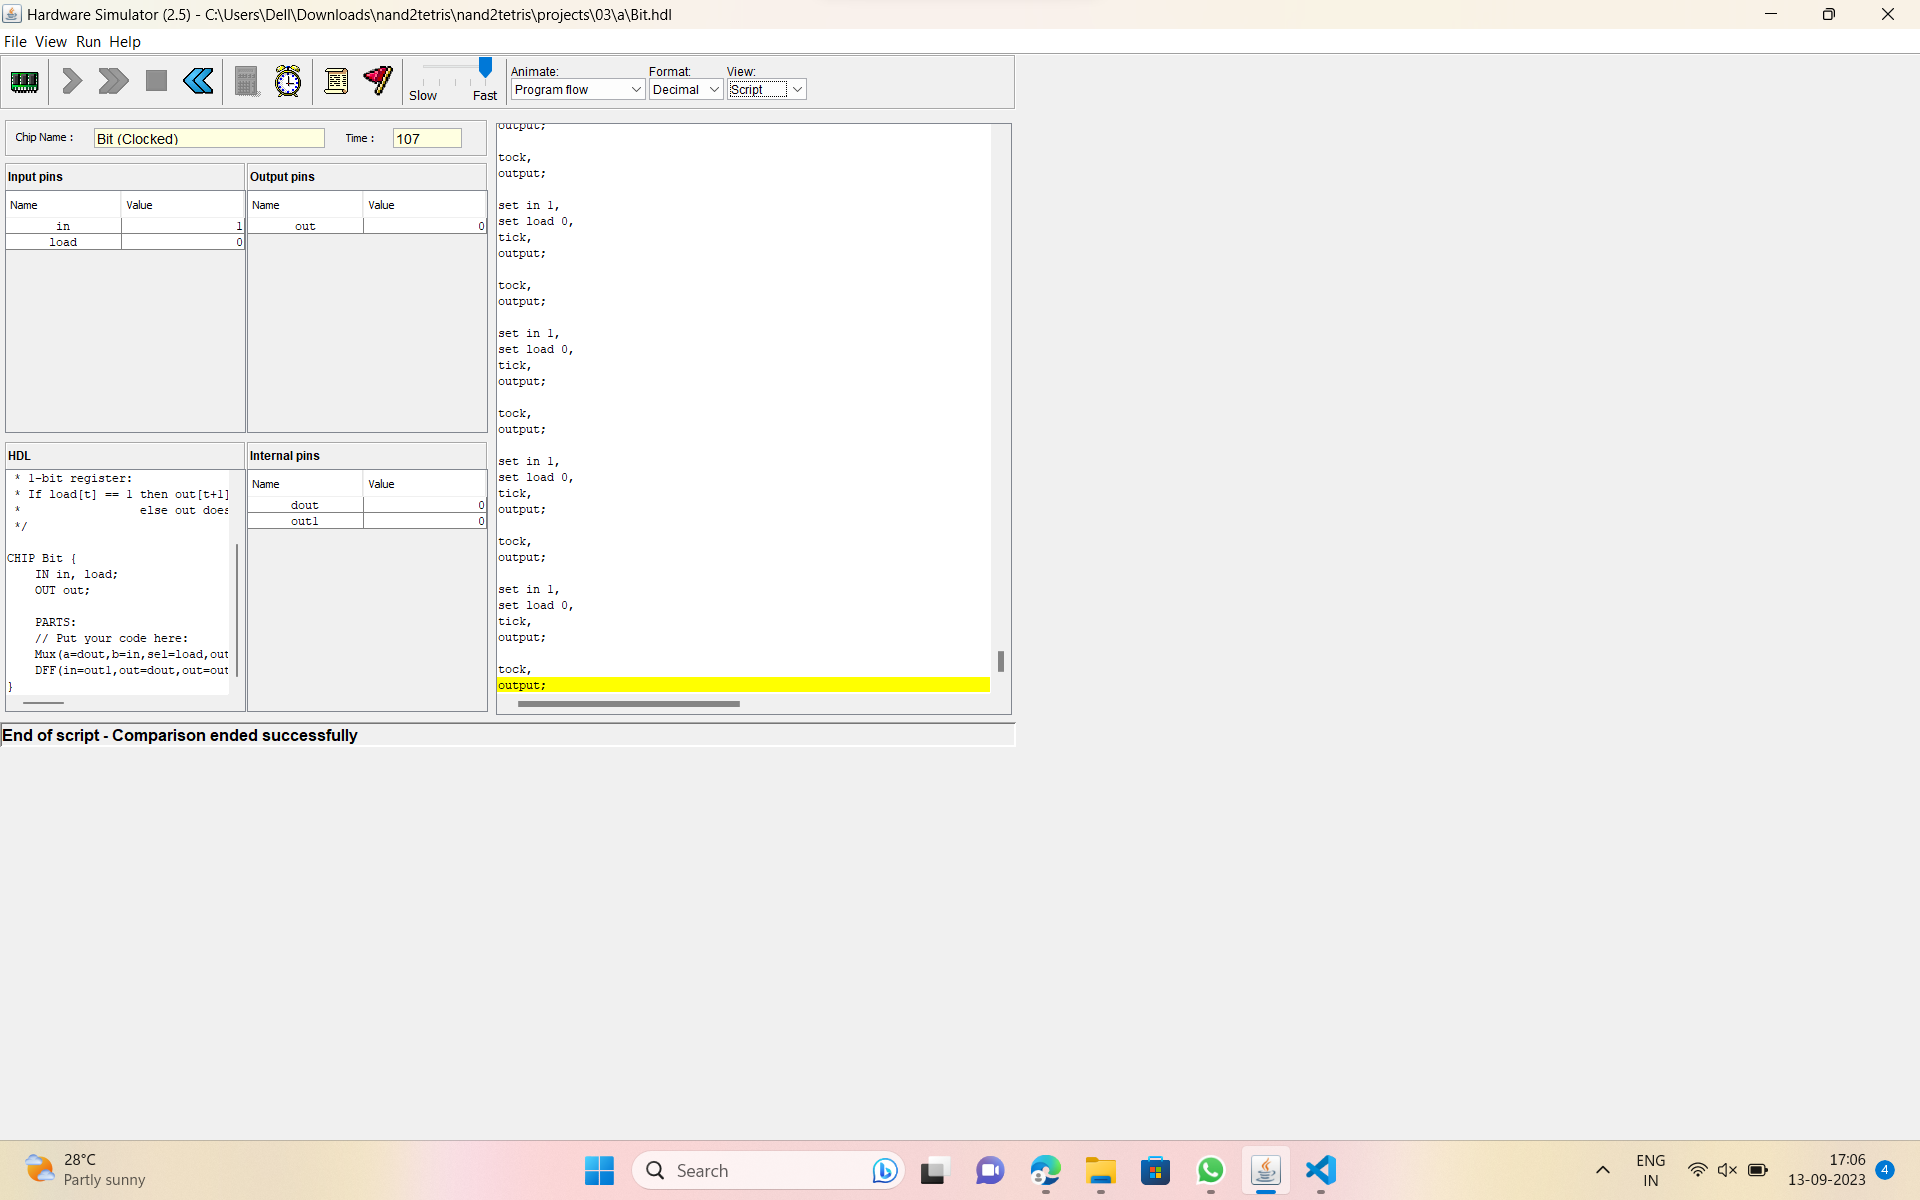 Hardware Simulator (2.5) - C:\Users\Dell\Downloads\nand2tetris\nand2tetris\projects\03\a\Bit.hdl
File View Run Help
Slow Fast
Animate:
Program flow
Format:
Decimal
View:
Script
Chip Name :
Bit (Clocked)
Time :
107
Input pins
Name Value
in 1
load 0
Output pins
Name Value
out 0
HDL
* 1-bit register:
* If load[t] == 1 then out[t+1]
* else out does
*/
CHIP Bit {
IN in, load;
OUT out;
PARTS:
// Put your code here:
Mux(a=dout,b=in,sel=load,out
DFF(in=out1,out=dout,out=out
}
Internal pins
Name Value
dout 0
out1 0
output;
tock,
output;
set in 1,
set load 0,
tick,
output;
tock,
output;
set in 1,
set load 0,
tick,
output;
tock,
output;
set in 1,
set load 0,
tick,
output;
tock,
output;
set in 1,
set load 0,
tick,
output;
tock,
output;
End of script - Comparison ended successfully
28°C
Partly sunny
Search
ENG
IN
17:06
13-09-2023
4